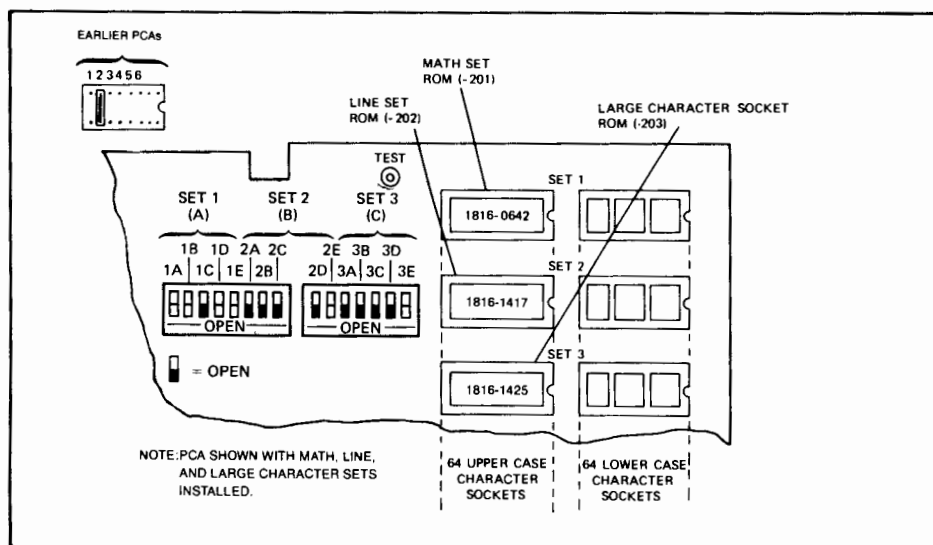 EARLIER PCAs
1 2 3 4 5 6
MATH SET
ROM (-201)
LINE SET
ROM (-202)
LARGE CHARACTER SOCKET
ROM (-203)
TEST
SET 1
(A)
SET 2
(B)
SET 3
(C)
1B 1D 2A 2C
1A 1C 1E 2B
2E 3B 3D
2D 3A 3C 3E
OPEN
OPEN
= OPEN
SET 1
1816-0642
SET 2
1816-1417
SET 3
1816-1425
NOTE:PCA SHOWN WITH MATH, LINE,
AND LARGE CHARACTER SETS
INSTALLED.
64 UPPER CASE
CHARACTER
SOCKETS
64 LOWER CASE
CHARACTER
SOCKETS